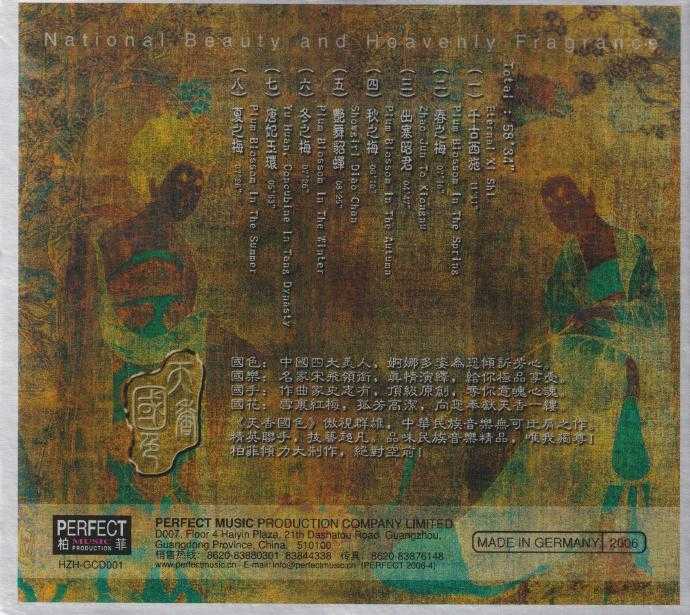 National Beauty and Heavenly Fragrance
Total : 58'34"
(一) 千古西施
Eternal Xi Shi
(二) 春之梅
Plum Blossom In The Spring
(三) 出塞昭君
Zhao Jun to Xiongnu
(四) 秋之梅
Plum Blossom In The Autumn
(五) 艷舞貂蟬
Showgirl Diao Chan
(六) 冬之梅
Plum Blossom In The Winter
(七) 唐妃玉環
Yu Huan, Concubine In Tang Dynasty
(八) 夏之梅
Plum Blossom In The Summer
國色：中國四大美人，婀娜多姿為您傾訴芳心。
國樂：名家宋飛領銜，真情演繹，給你極品享受。
國手：作曲家史志有，頂級原創，奪你意魄心魂
國花：雪裏紅梅，孤芳高潔，向您奉獻天香一縷
《天香國色》傲視群雄，中華民族音樂無可比肩之作。
精英聯手，技藝超凡。品味民族音樂精品，唯我獨尊！
柏菲傾力大制作，絕對空前！
天香
國色
PERFECT
柏 MUSIC 菲
PRODUCTION
HZH-GCD001
PERFECT MUSIC PRODUCTION COMPANY LIMITED
D007, Floor 4 Haiyin Plaza, 21th Dashatou Road, Guangzhou,
Guangdong Province, China. 510100
销售热线: 8620-83880301 83844338 传真: 8620-83876148
www.perfectmusic.cn E-mail: info@perfectmusic.cn (PERFECT 2006-4)
MADE IN GERMANY 2006